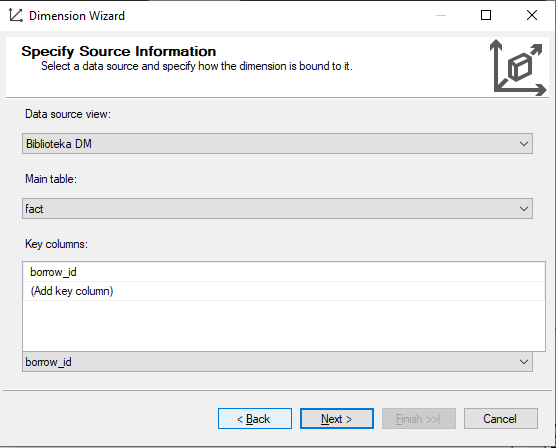 Dimension Wizard
Specify Source Information
Select a data source and specify how the dimension is bound to it.
Data source view:
Biblioteka DM
Main table:
fact
Key columns:
borrow_id
(Add key column)
borrow_id
< Back
Next >
Finish >>|
Cancel